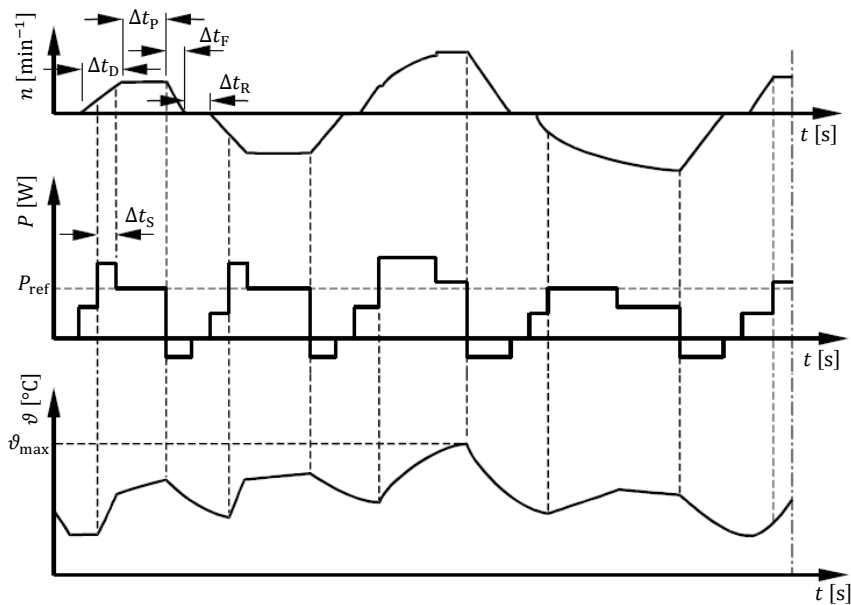 Δt_P
Δt_F
Δt_D
Δt_R
n [min⁻¹]
t [s]
P [W]
Δt_S
P_ref
t [s]
ϑ [°C]
ϑ_max
t [s]